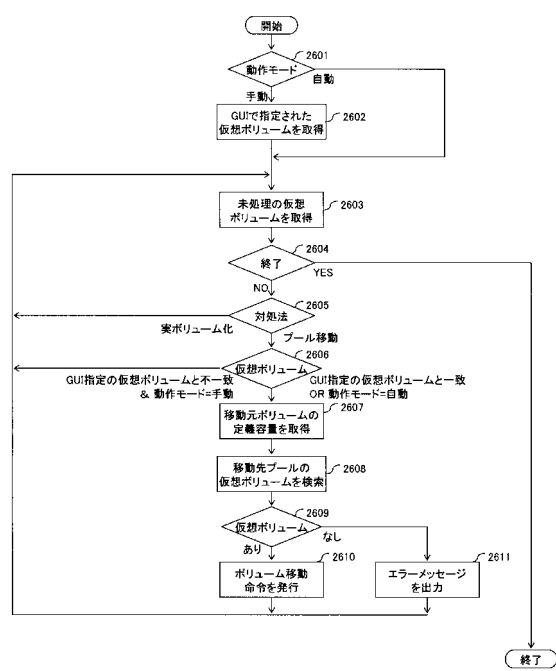 開始
動作モード
2601
自動
手動
GUIで指定された
仮想ボリュームを取得
2602
未処理の仮想
ボリュームを取得
2603
終了
2604
YES
NO
対処法
2605
実ボリューム化
プール移動
仮想ボリューム
2606
GUI指定の仮想ボリュームと不一致
& 動作モード=手動
GUI指定の仮想ボリュームと一致
OR 動作モード=自動
移動元ボリュームの
定義容量を取得
2607
移動先プールの
仮想ボリュームを検索
2608
仮想ボリューム
2609
なし
あり
ボリューム移動
命令を発行
2610
エラーメッセージ
を出力
2611
終了